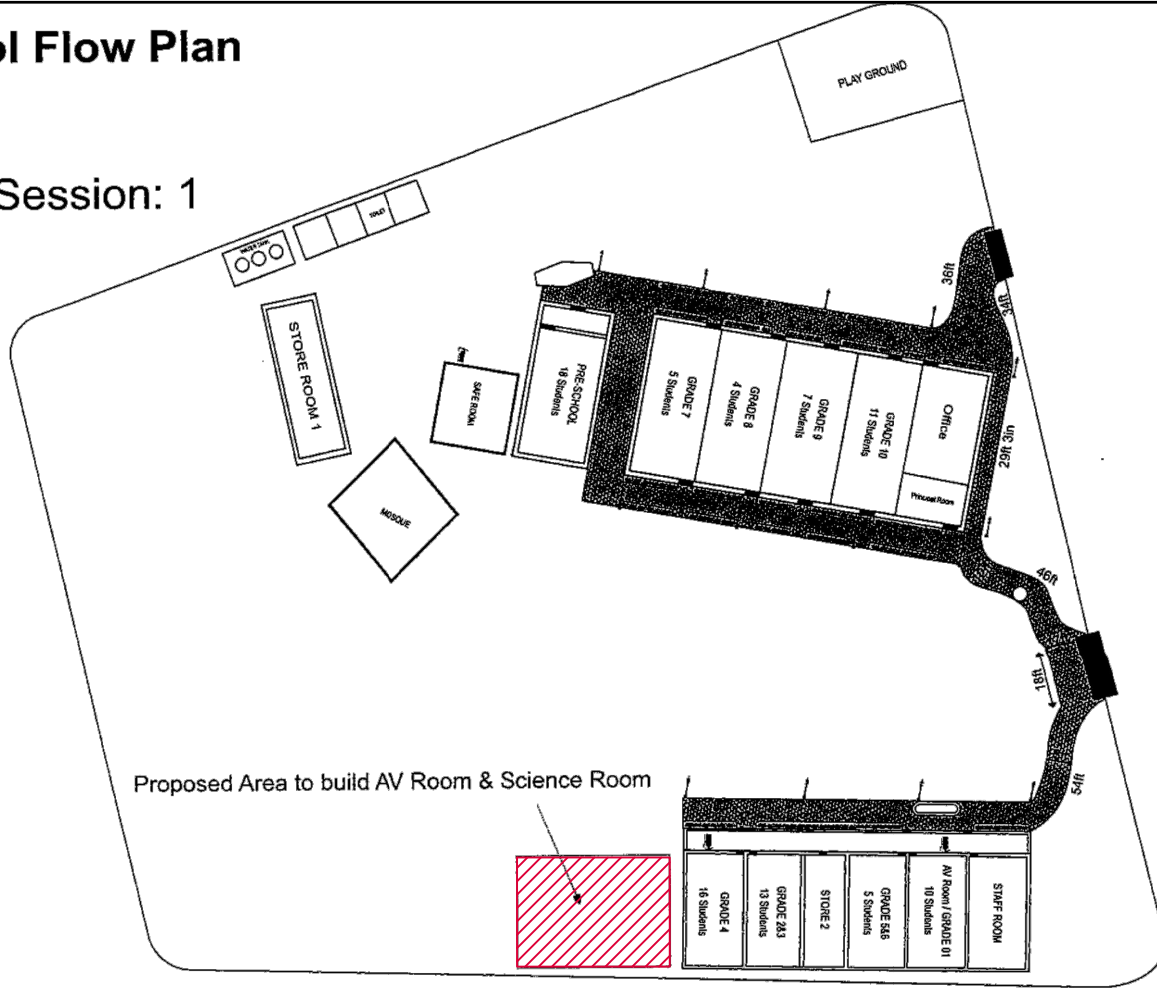 ol Flow Plan
Session: 1
PLAY GROUND
WATER TANK
TOILET
STORE ROOM 1
SAFE ROOM
MOSQUE
PRE-SCHOOL
18 Students
GRADE 7
5 Students
GRADE 8
4 Students
GRADE 9
7 Students
GRADE 10
11 Students
Office
Principal Room
36ft
34ft
29ft 3in
46ft
18ft
54ft
Proposed Area to build AV Room & Science Room
GRADE 4
16 Students
GRADE 2&3
13 Students
STORE 2
GRADE 5&6
5 Students
AV Room / GRADE 01
10 Students
STAFF ROOM